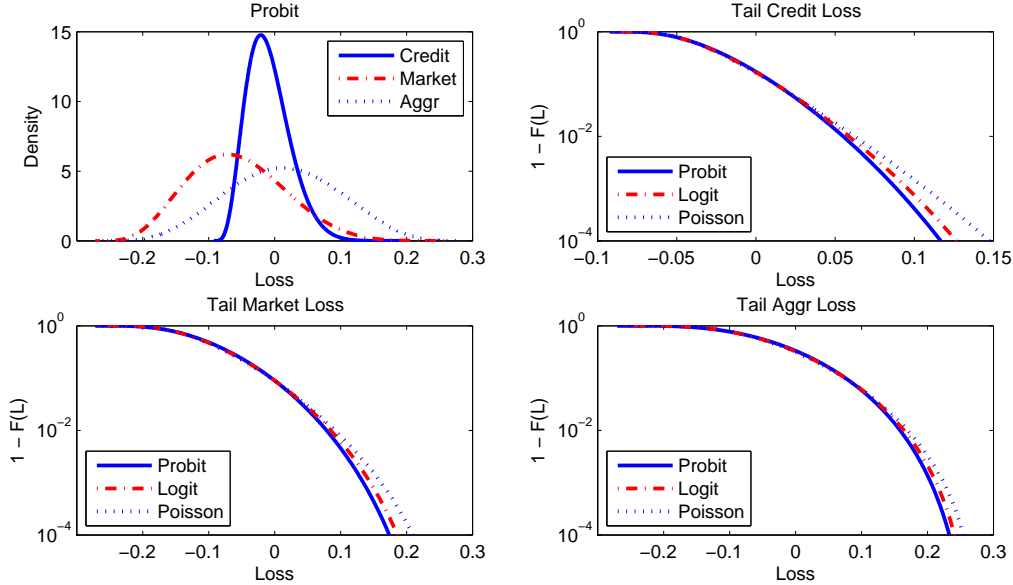 Probit
15
10
5
0
Density
Credit
Market
Aggr
−0.2
−0.1
0
0.1
0.2
0.3
Loss
Tail Credit Loss
10^0
10^−2
10^−4
1 − F(L)
Probit
Logit
Poisson
−0.1
−0.05
0
0.05
0.1
0.15
Loss
Tail Market Loss
10^0
10^−2
10^−4
1 − F(L)
Probit
Logit
Poisson
−0.2
−0.1
0
0.1
0.2
0.3
Loss
Tail Aggr Loss
10^0
10^−2
10^−4
1 − F(L)
Probit
Logit
Poisson
−0.2
−0.1
0
0.1
0.2
0.3
Loss